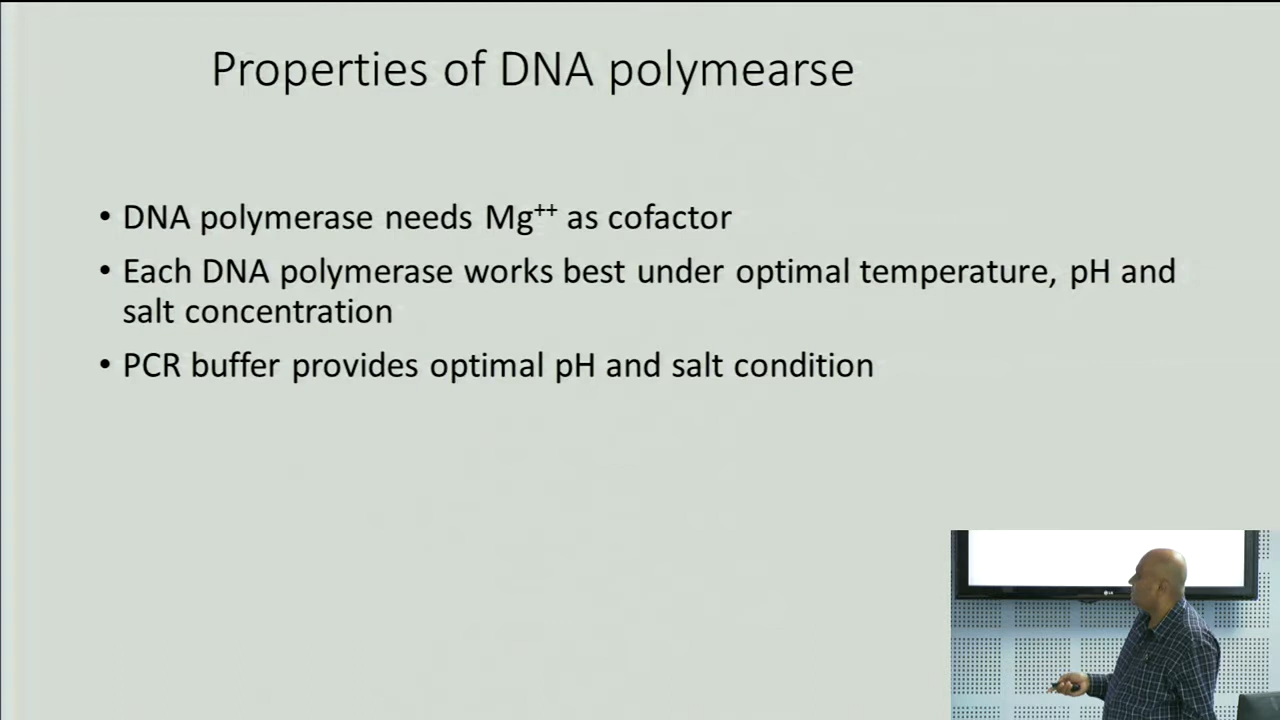 Properties of DNA polymearse
• DNA polymerase needs Mg⁺⁺ as cofactor
• Each DNA polymerase works best under optimal temperature, pH and
salt concentration
• PCR buffer provides optimal pH and salt condition
LG